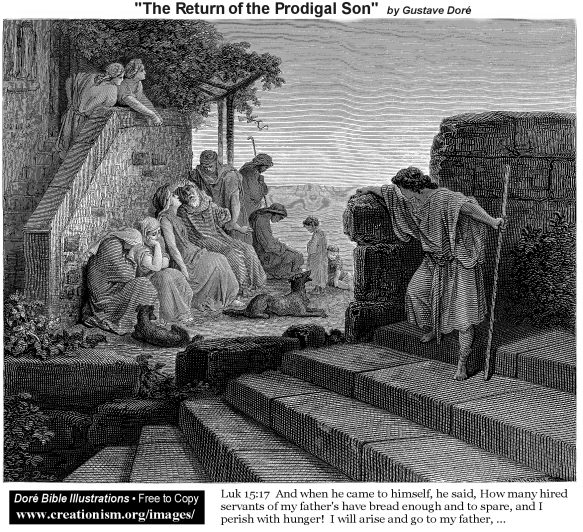 "The Return of the Prodigal Son" by Gustave Doré
Doré Bible Illustrations • Free to Copy
www.creationism.org/images/
Luk 15:17 And when he came to himself, he said, How many hired
servants of my father's have bread enough and to spare, and I
perish with hunger! I will arise and go to my father, ...